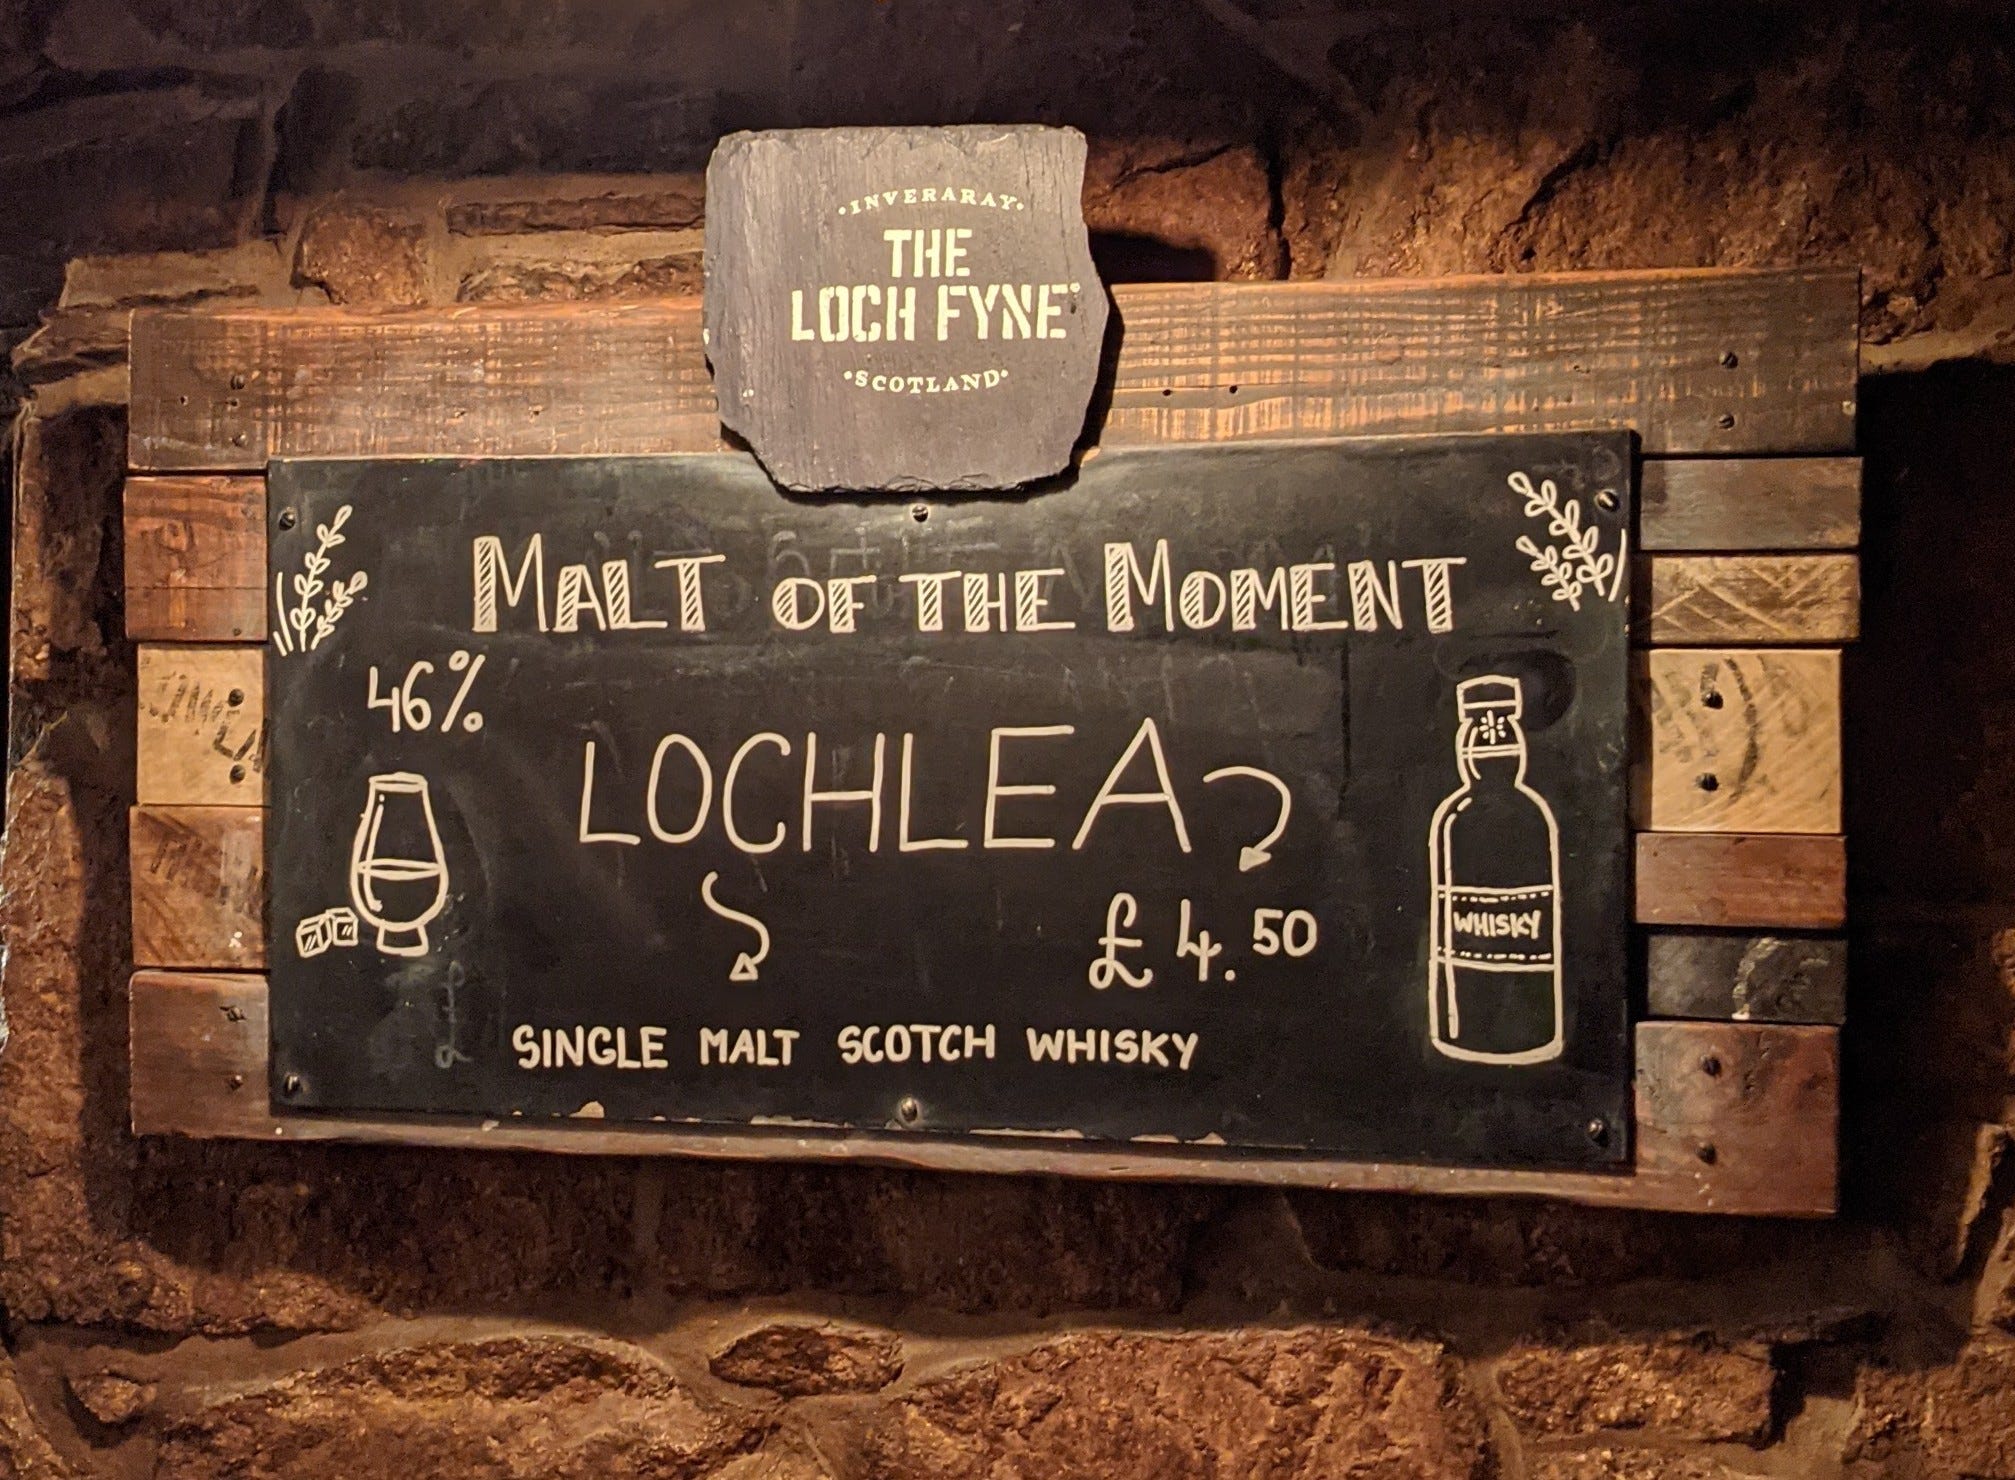 •INVERARAY•
THE
LOCH FYNE
•SCOTLAND•
MALT OF THE MOMENT
46%
LOCHLEA
£4.50
WHISKY
SINGLE MALT SCOTCH WHISKY